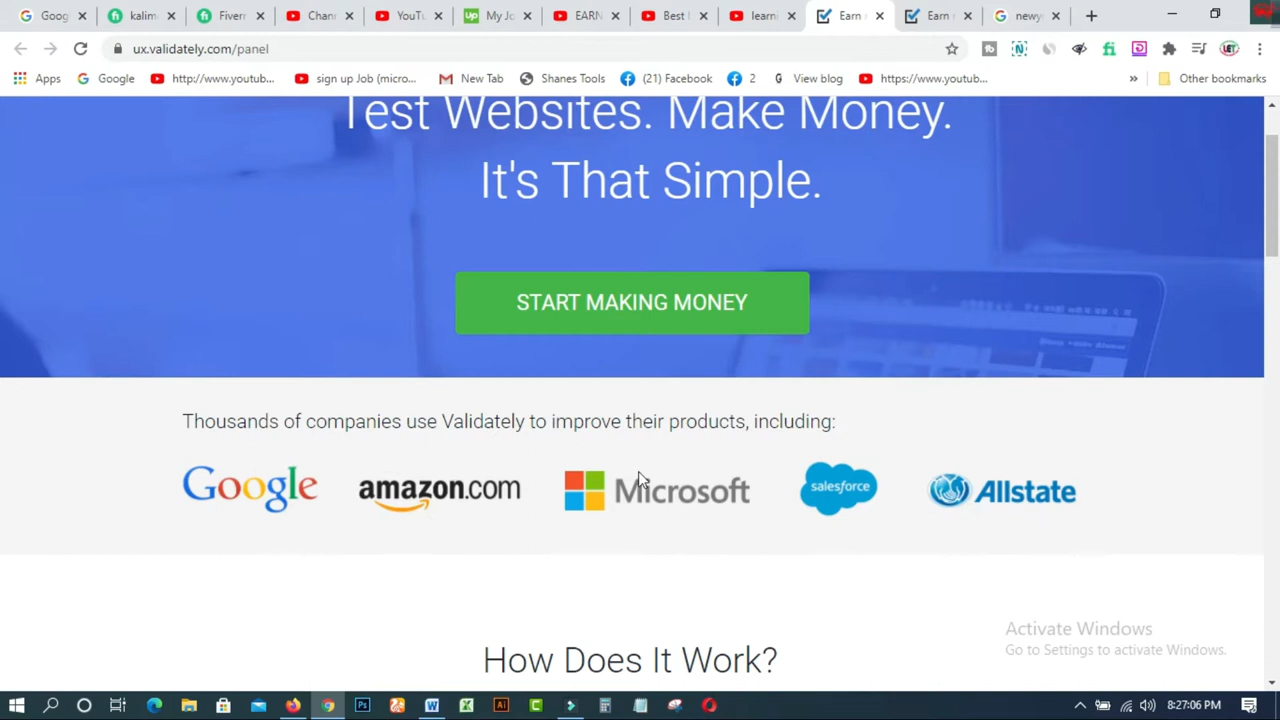 Goog
kalim
Fiverr
Chann
YouTu
My Jo
EARN
Best
learni
Earn
Earn
newy
ux.validately.com/panel
Apps
Google
http://www.youtub...
sign up Job (micro...
New Tab
Shanes Tools
(21) Facebook
2
View blog
https://www.youtub...
»
Other bookmarks
Test Websites. Make Money.
It's That Simple.
START MAKING MONEY
Thousands of companies use Validately to improve their products, including:
Google
amazon.com
Microsoft
salesforce
Allstate
How Does It Work?
Activate Windows
Go to Settings to activate Windows.
8:27:06 PM